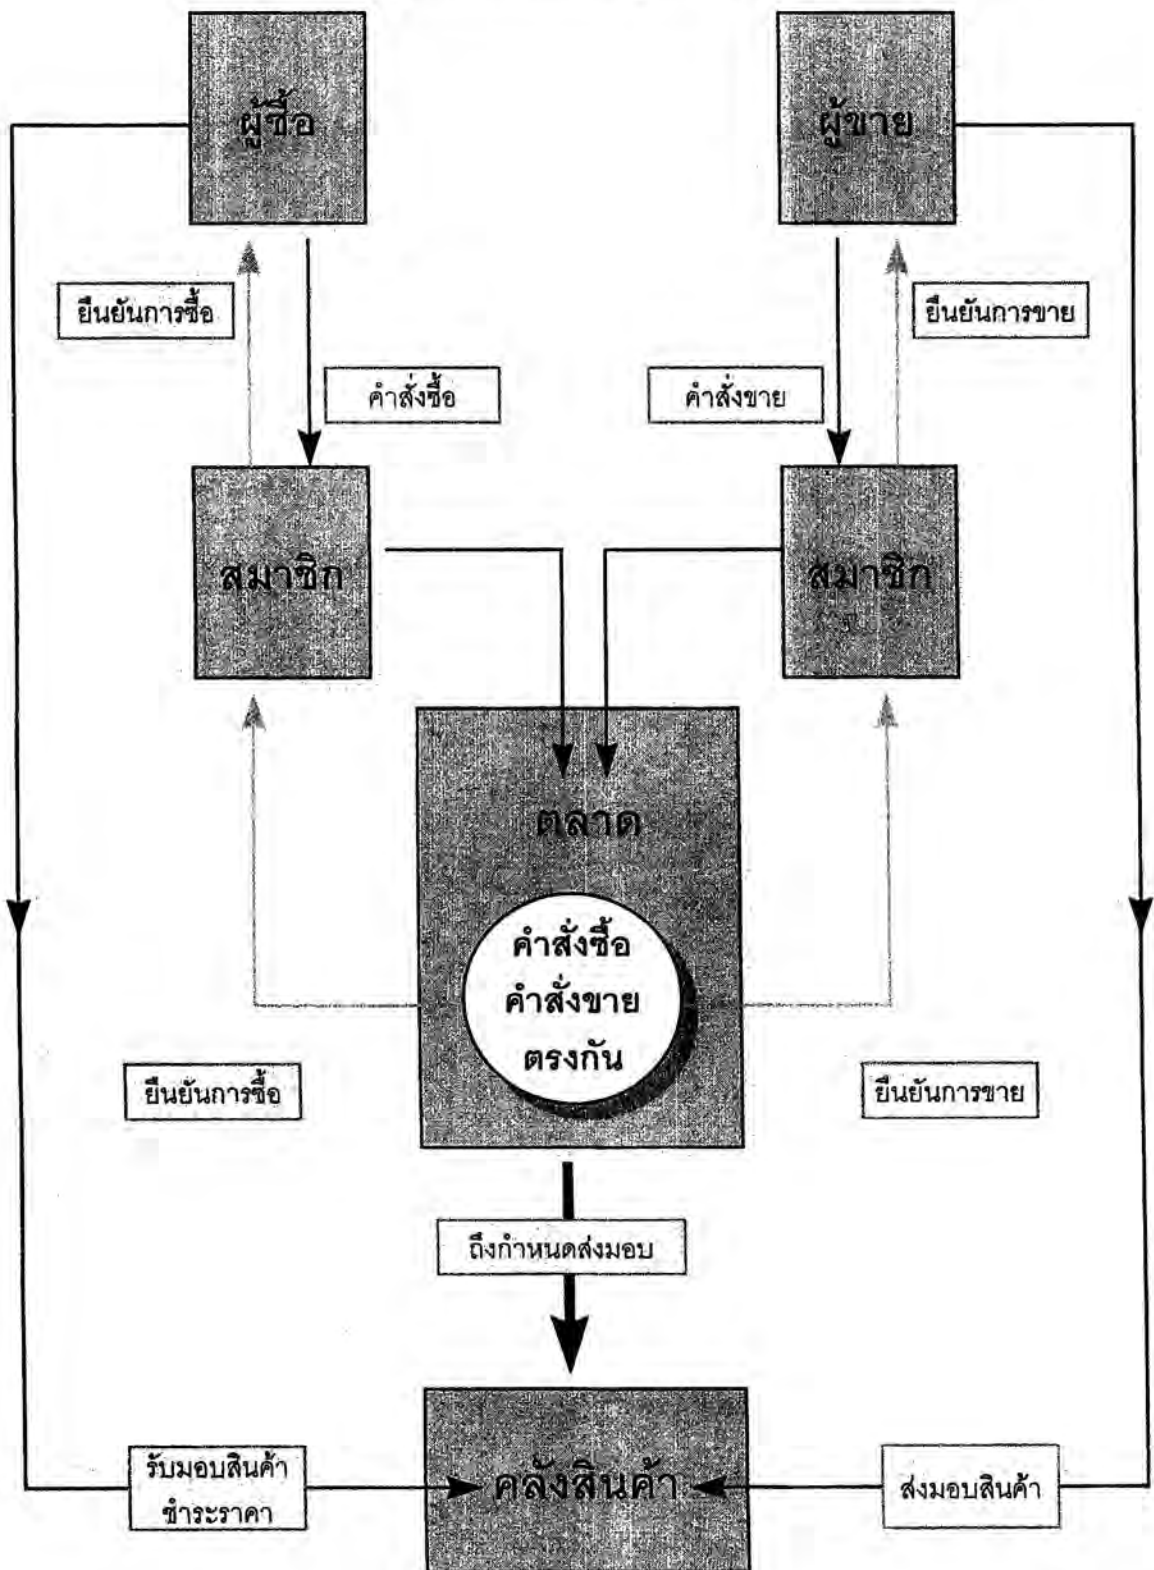 ผู้ซื้อ
ผู้ขาย
ยืนยันการซื้อ
ยืนยันการขาย
คำสั่งซื้อ
คำสั่งขาย
สมาชิก
สมาชิก
ตลาด
คำสั่งซื้อ
คำสั่งขาย
ตรงกัน
ยืนยันการซื้อ
ยืนยันการขาย
ถึงกำหนดส่งมอบ
รับมอบสินค้า
ชำระราคา
คลังสินค้า
ส่งมอบสินค้า